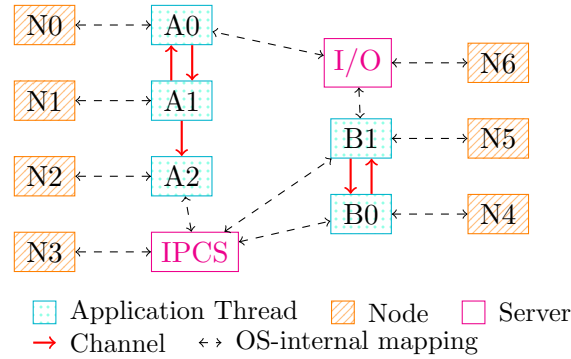 N0 A0
I/O N6
N1 A1
B1 N5
N2 A2
B0 N4
N3 IPCS
Application Thread Node Server
Channel OS-internal mapping